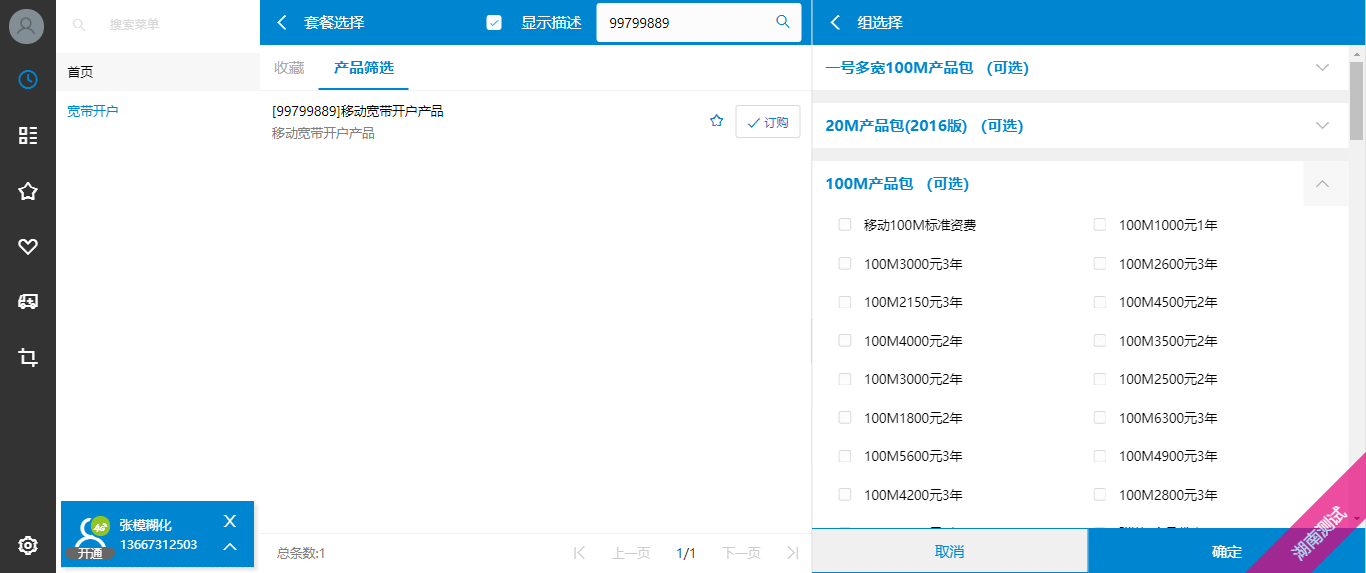 搜索菜单
首页
宽带开户
张模糊化
13667312503
4G
开通
套餐选择
显示描述
99799889
收藏
产品筛选
[99799889]移动宽带开户产品
移动宽带开户产品
订购
总条数:1
上一页
1/1
下一页
组选择
一号多宽100M产品包 (可选)
20M产品包(2016版) (可选)
100M产品包 (可选)
移动100M标准资费
100M1000元1年
100M3000元3年
100M2600元3年
100M2150元3年
100M4500元2年
100M4000元2年
100M3500元2年
100M3000元2年
100M2500元2年
100M1800元2年
100M6300元3年
100M5600元3年
100M4900元3年
100M4200元3年
100M2800元3年
取消
确定
湖南测试